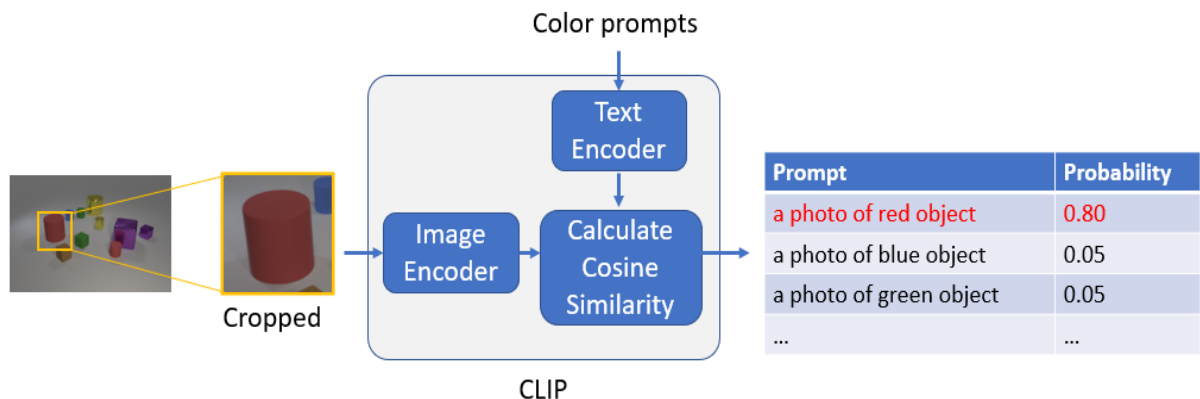 Color prompts
Text
Encoder
Image
Encoder
Calculate
Cosine
Similarity
Cropped
CLIP
Prompt Probability
a photo of red object 0.80
a photo of blue object 0.05
a photo of green object 0.05
... ...